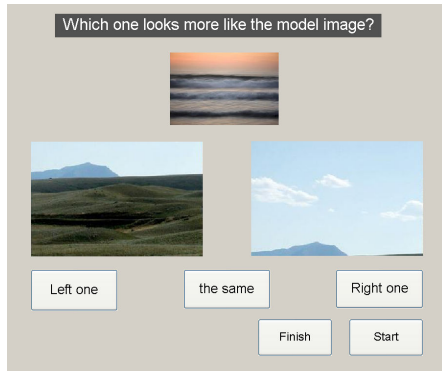 Which one looks more like the model image?
Left one
the same
Right one
Finish
Start